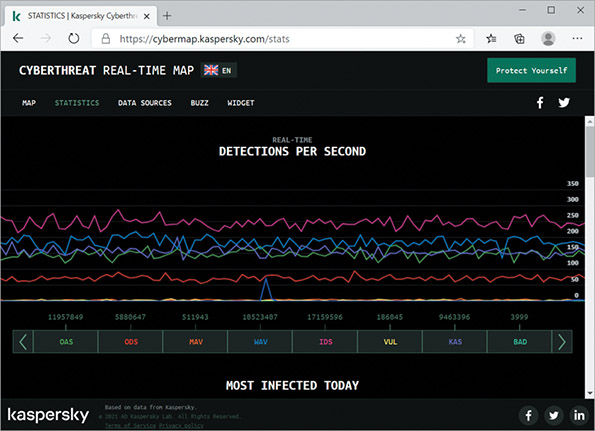 STATISTICS | Kaspersky Cyberthre
https://cybermap.kaspersky.com/stats
CYBERTHREAT REAL-TIME MAP EN
Protect Yourself
MAP STATISTICS DATA SOURCES BUZZ WIDGET
REAL-TIME
DETECTIONS PER SECOND
350
300
250
200
150
100
50
0
11957849 5880647 511943 10523407 17159596 186045 9463396 3999
OAS ODS MAV WAV IDS VUL KAS BAD
MOST INFECTED TODAY
kaspersky
Based on data from Kaspersky.
© 2021 AO Kaspersky Lab. All Rights Reserved.
Terms of Service Privacy policy